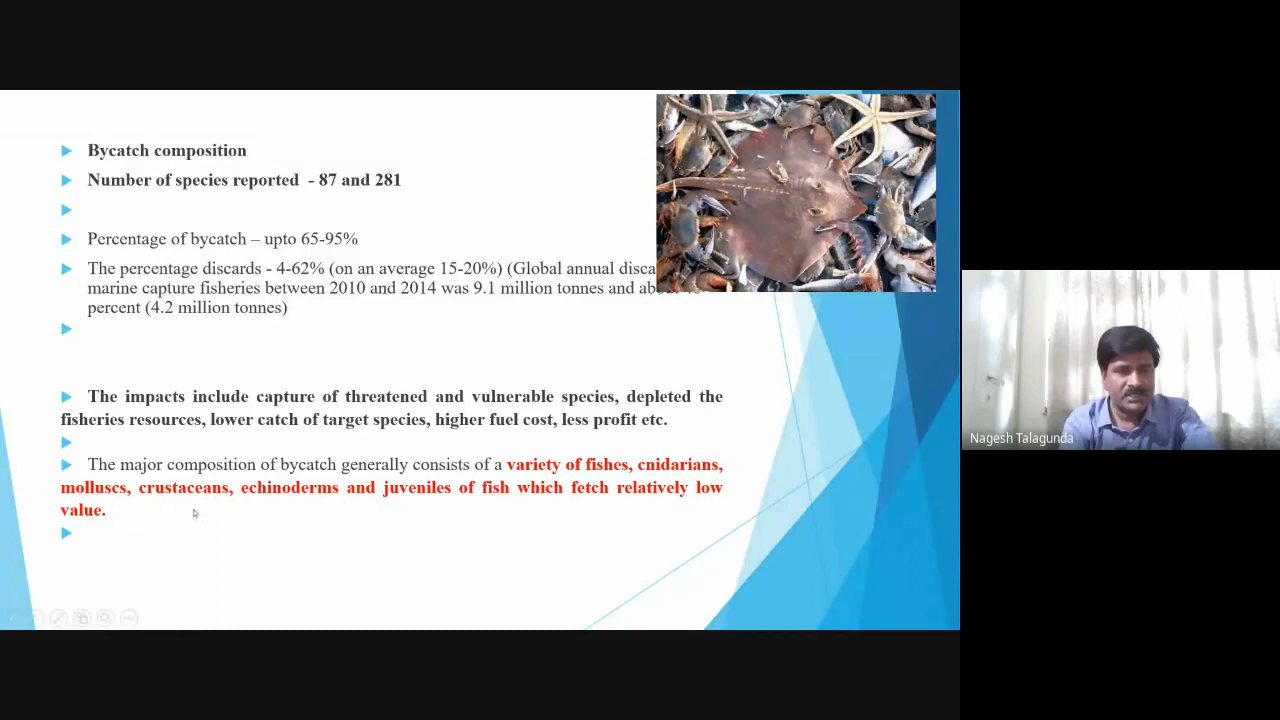 Bycatch composition
Number of species reported - 87 and 281
Percentage of bycatch – upto 65-95%
The percentage discards - 4-62% (on an average 15-20%) (Global annual
marine capture fisheries between 2010 and 2014 was 9.1 million tonnes and
percent (4.2 million tonnes)
The impacts include capture of threatened and vulnerable species, depleted the
fisheries resources, lower catch of target species, higher fuel cost, less profit etc.
The major composition of bycatch generally consists of a variety of fishes, cnidarians,
molluscs, crustaceans, echinoderms and juveniles of fish which fetch relatively low
value.
Nagesh Talagunda